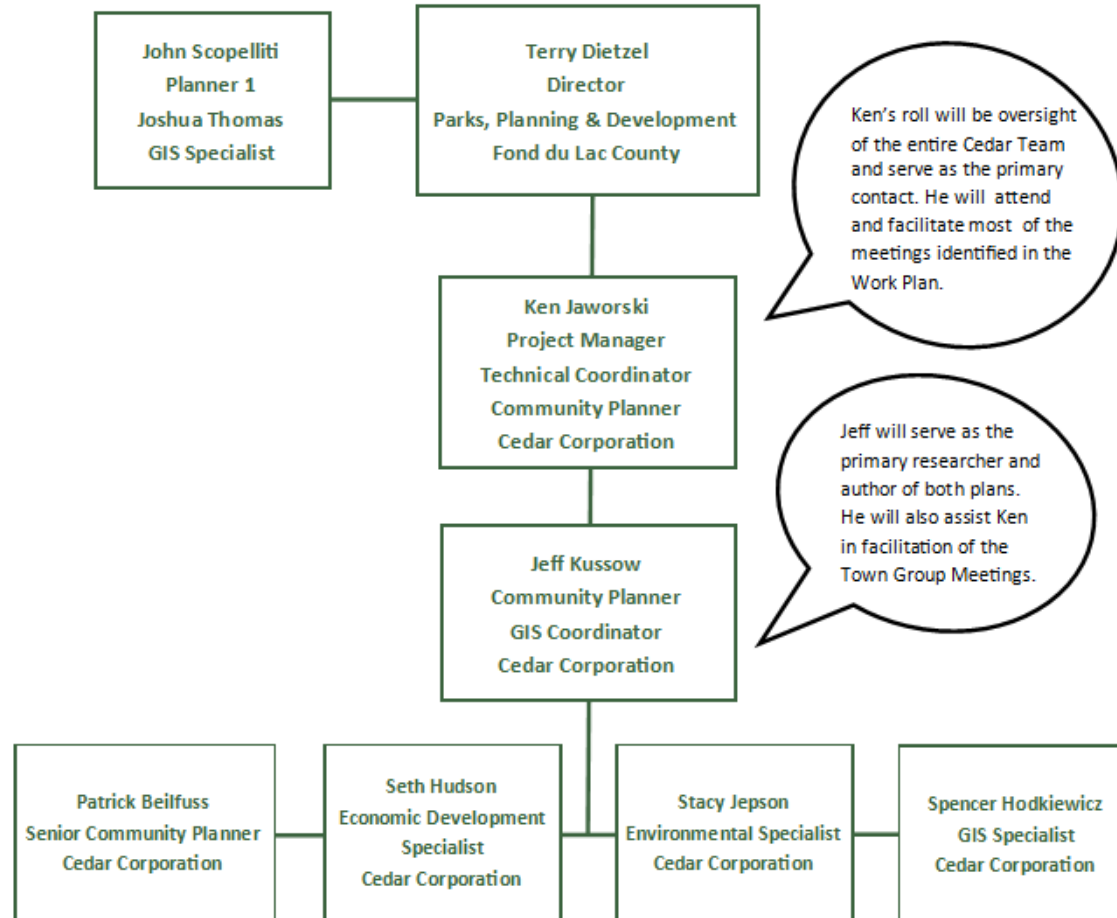 John Scopelliti
Planner 1
Joshua Thomas
GIS Specialist
Terry Dietzel
Director
Parks, Planning & Development
Fond du Lac County
Ken's roll will be oversight
of the entire Cedar Team
and serve as the primary
contact. He will attend
and facilitate most of the
meetings identified in the
Work Plan.
Ken Jaworski
Project Manager
Technical Coordinator
Community Planner
Cedar Corporation
Jeff will serve as the
primary researcher and
author of both plans.
He will also assist Ken
in facilitation of the
Town Group Meetings.
Jeff Kussow
Community Planner
GIS Coordinator
Cedar Corporation
Patrick Beilfuss
Senior Community Planner
Cedar Corporation
Seth Hudson
Economic Development
Specialist
Cedar Corporation
Stacy Jepson
Environmental Specialist
Cedar Corporation
Spencer Hodkiewicz
GIS Specialist
Cedar Corporation